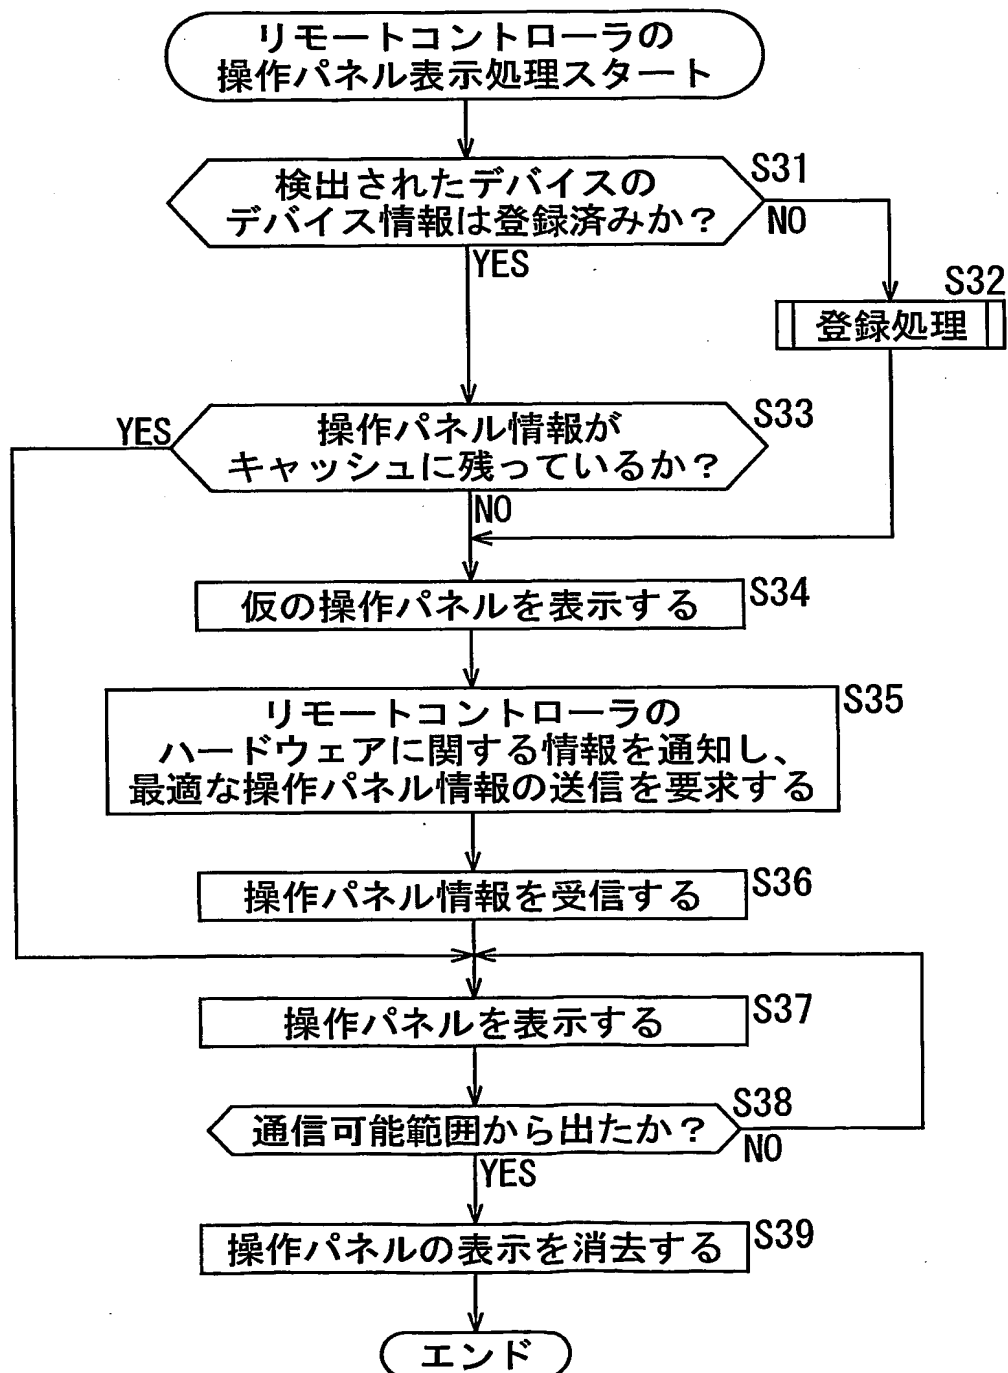 リモートコントローラの
操作パネル表示処理スタート
S31
検出されたデバイスの
デバイス情報は登録済みか？
NO
YES
S32
登録処理
S33
YES
操作パネル情報が
キャッシュに残っているか？
NO
仮の操作パネルを表示する
S34
S35
リモートコントローラの
ハードウェアに関する情報を通知し、
最適な操作パネル情報の送信を要求する
操作パネル情報を受信する
S36
操作パネルを表示する
S37
S38
通信可能範囲から出たか？
NO
YES
操作パネルの表示を消去する
S39
エンド